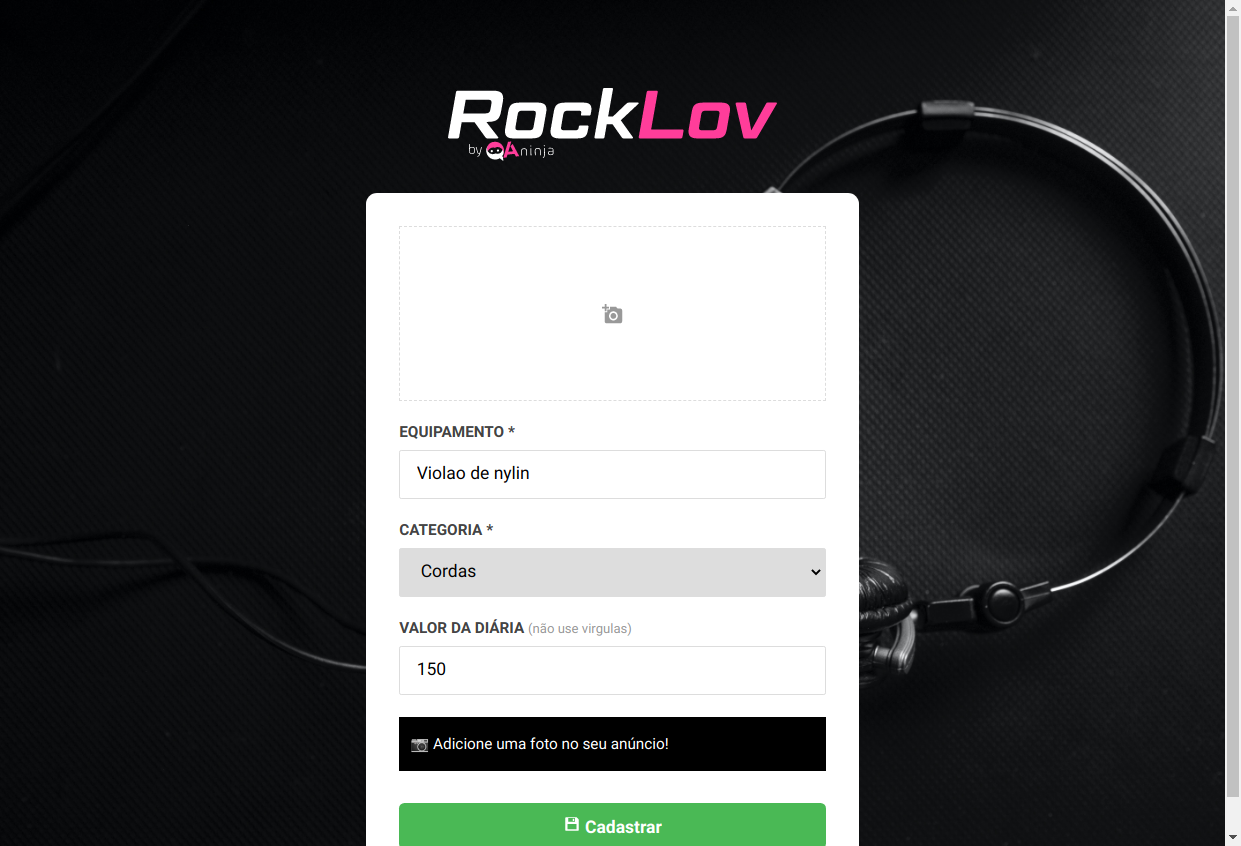 RockLov
by QAninja
EQUIPAMENTO *
Violao de nylin
CATEGORIA *
Cordas
VALOR DA DIÁRIA (não use virgulas)
150
Adicione uma foto no seu anúncio!
Cadastrar